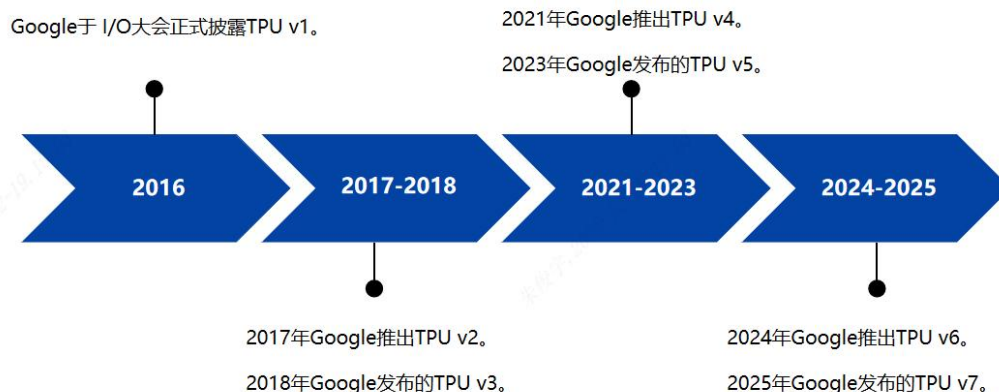 Google于 I/O大会正式披露TPU v1。
2021年Google推出TPU v4。
2023年Google发布的TPU v5。
2016
2017-2018
2021-2023
2024-2025
2017年Google推出TPU v2。
2018年Google发布的TPU v3。
2024年Google推出TPU v6。
2025年Google发布的TPU v7。